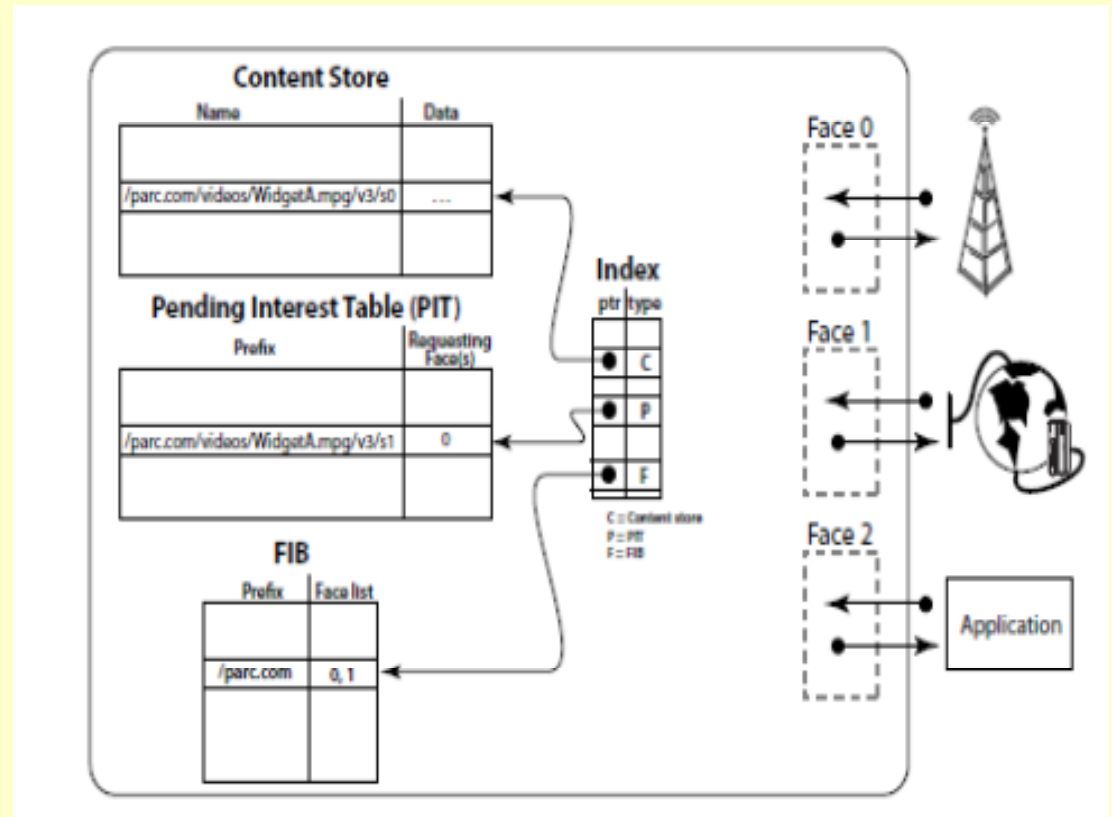 Content Store
Name Data
/parc.com/videos/WidgetA.mpg/v3/s0 ...
Pending Interest Table (PIT)
Prefix Requesting Face(s)
/parc.com/videos/WidgetA.mpg/v3/s1 0
FIB
Prefix Face list
/parc.com 0, 1
Index
ptr type
C
P
F
C = Content store
P = PIT
F = FIB
Face 0
Face 1
Face 2
Application